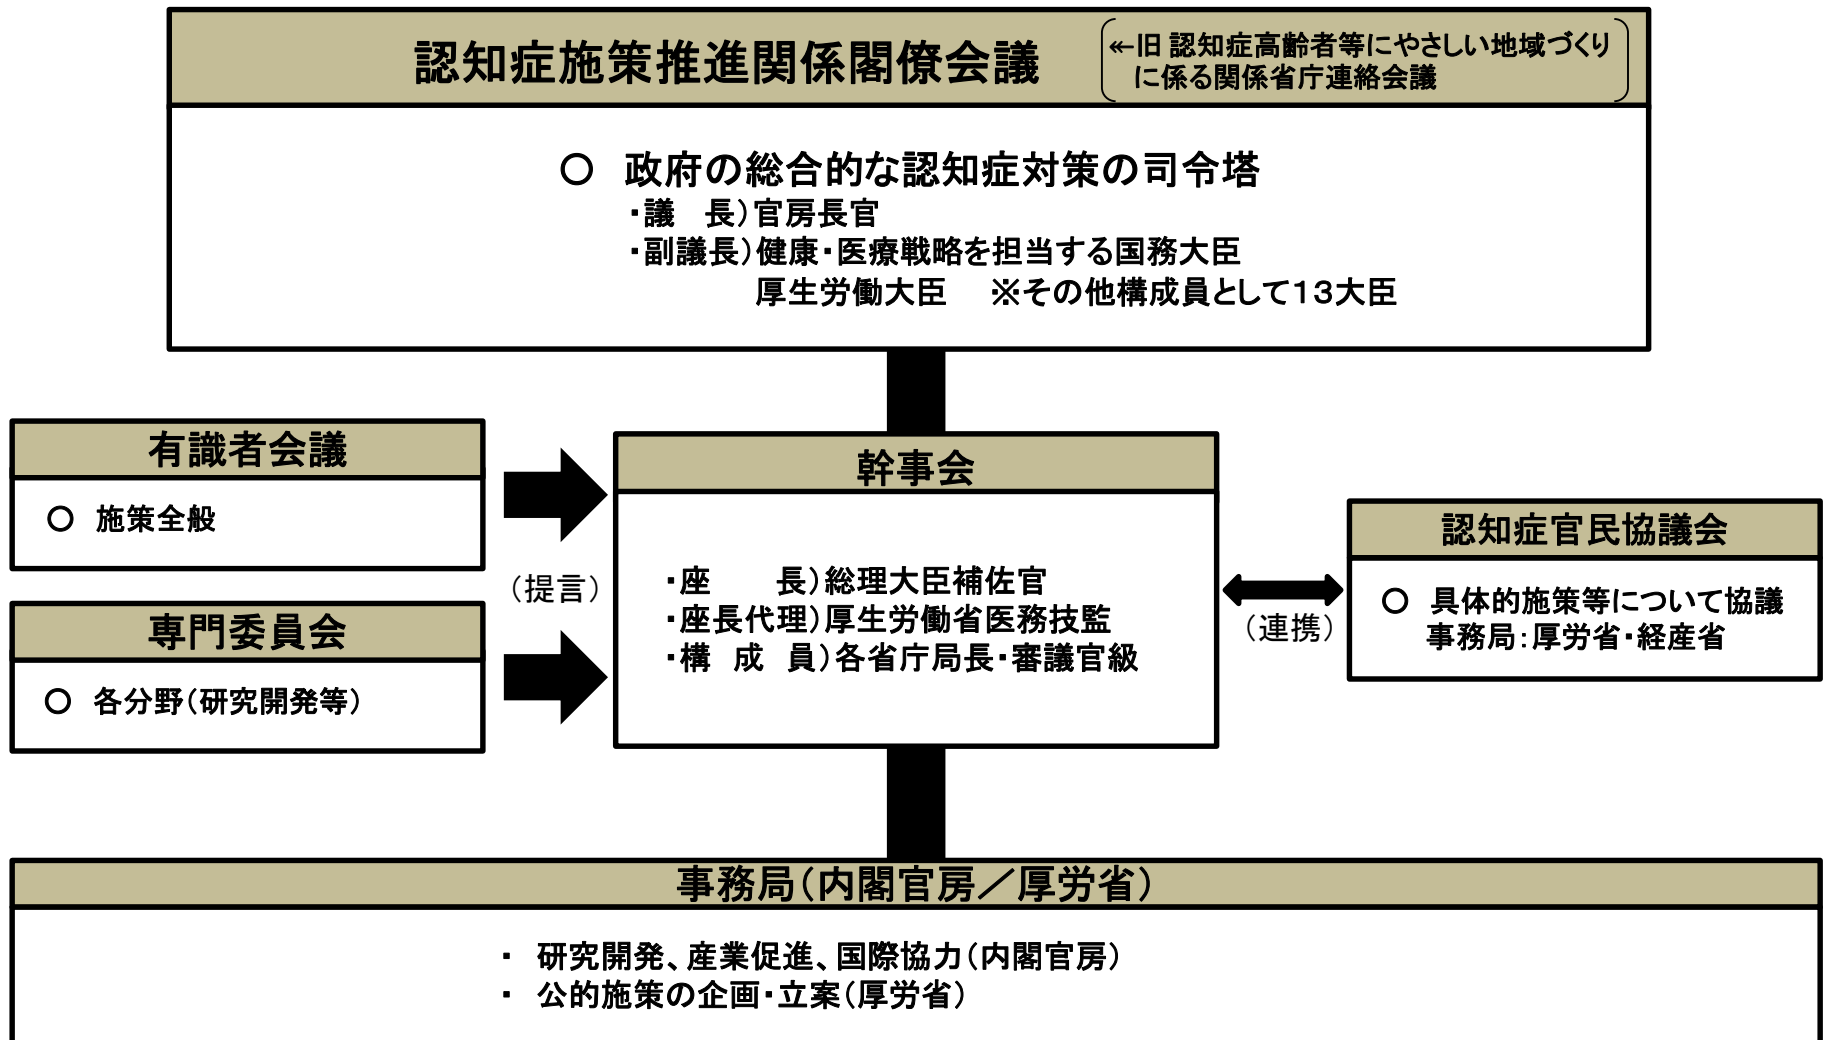 認知症施策推進関係閣僚会議
←旧 認知症高齢者等にやさしい地域づくり
に係る関係省庁連絡会議
○ 政府の総合的な認知症対策の司令塔
・議 長）官房長官
・副議長）健康・医療戦略を担当する国務大臣
厚生労働大臣 ※その他構成員として１３大臣
有識者会議
○ 施策全般
専門委員会
○ 各分野（研究開発等）
（提言）
幹事会
・座 長）総理大臣補佐官
・座長代理）厚生労働省医務技監
・構 成 員）各省庁局長・審議官級
（連携）
認知症官民協議会
○ 具体的施策等について協議
事務局：厚労省・経産省
事務局（内閣官房／厚労省）
・ 研究開発、産業促進、国際協力（内閣官房）
・ 公的施策の企画・立案（厚労省）